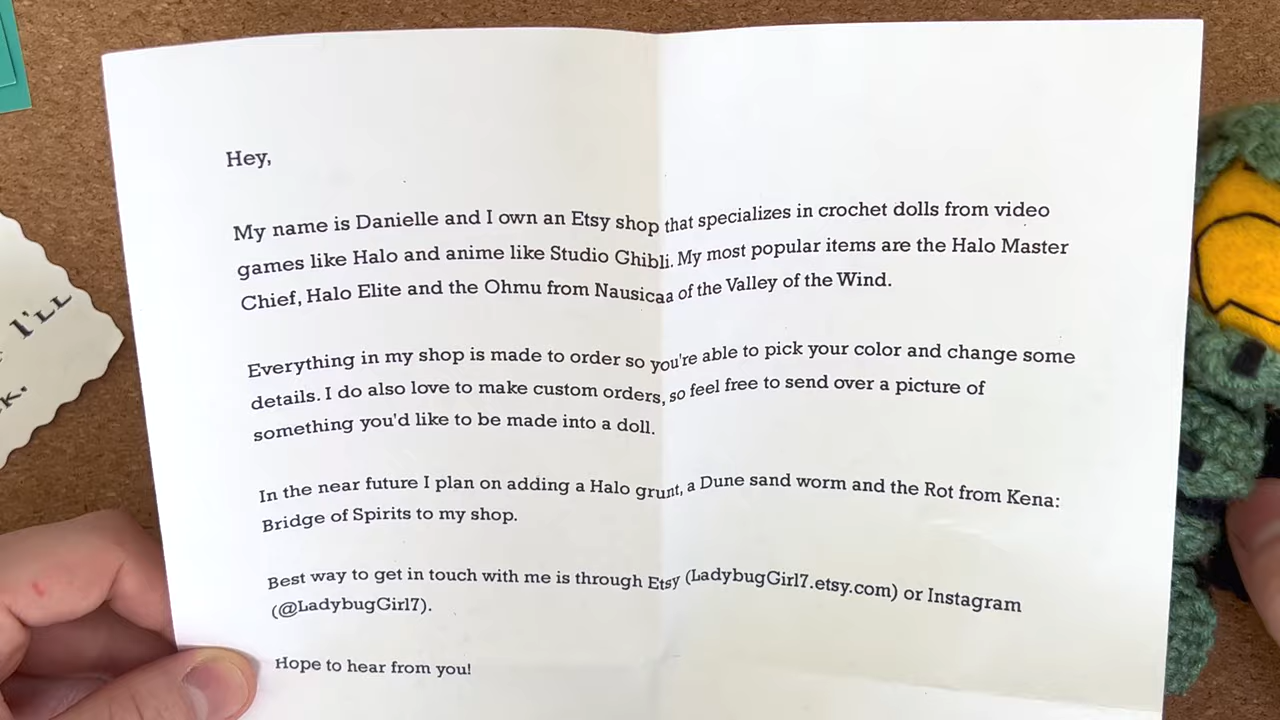 Hey,
My name is Danielle and I own an Etsy shop that specializes in crochet dolls from video
games like Halo and anime like Studio Ghibli. My most popular items are the Halo Master
Chief, Halo Elite and the Ohmu from Nausicaa of the Valley of the Wind.
Everything in my shop is made to order so you're able to pick your color and change some
details. I do also love to make custom orders, so feel free to send over a picture of
something you'd like to be made into a doll.
In the near future I plan on adding a Halo grunt, a Dune sand worm and the Rot from Kena:
Bridge of Spirits to my shop.
Best way to get in touch with me is through Etsy (LadybugGirl7.etsy.com) or Instagram
(@LadybugGirl7).
Hope to hear from you!
I'LL